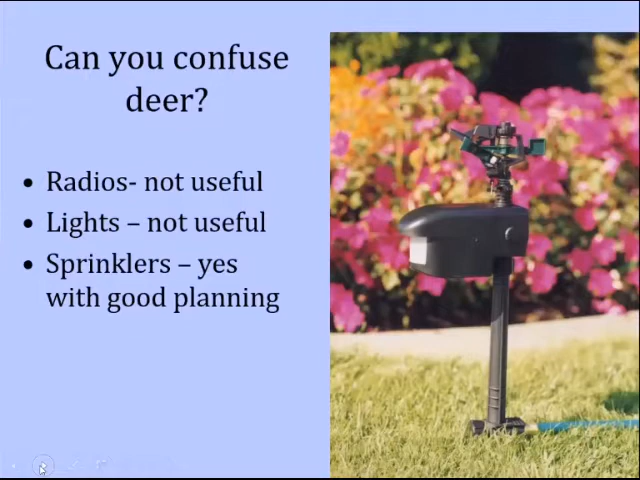 Can you confuse
deer?
• Radios- not useful
• Lights – not useful
• Sprinklers – yes
with good planning